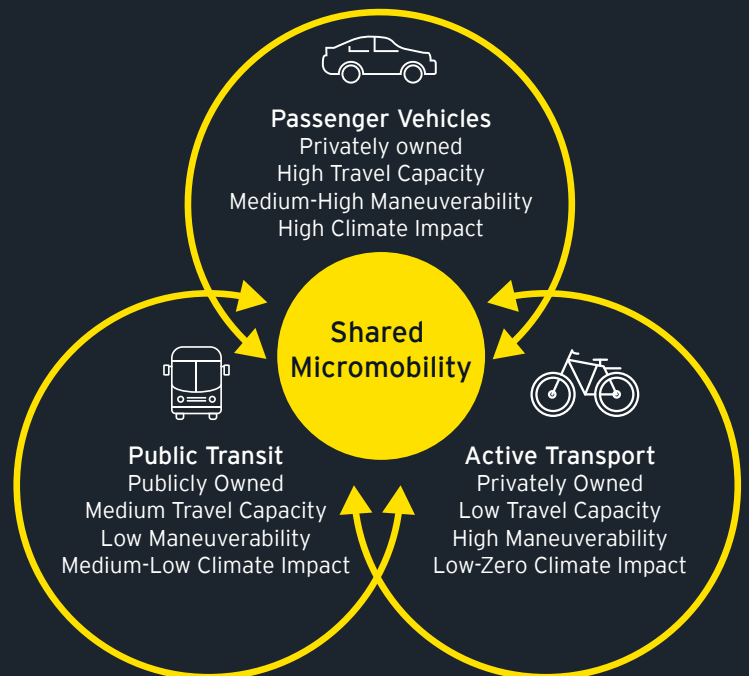 Passenger Vehicles
Privately owned
High Travel Capacity
Medium-High Maneuverability
High Climate Impact
Shared
Micromobility
Public Transit
Publicly Owned
Medium Travel Capacity
Low Maneuverability
Medium-Low Climate Impact
Active Transport
Privately Owned
Low Travel Capacity
High Maneuverability
Low-Zero Climate Impact